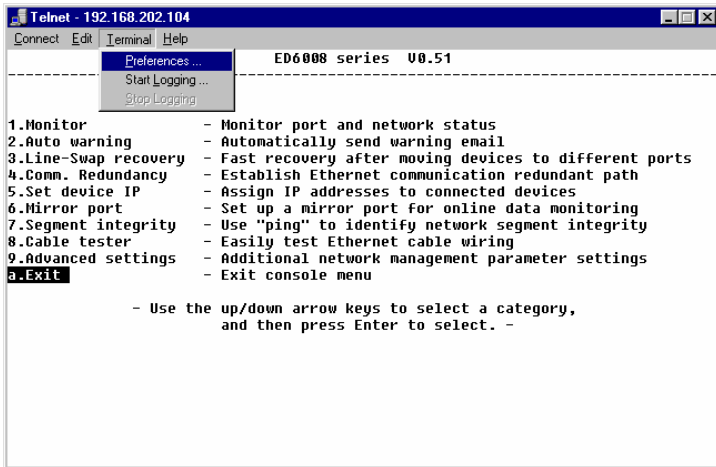 Telnet - 192.168.202.104
Connect Edit Terminal Help
Preferences ...
Start Logging ...
Stop Logging
ED6008 series V0.51
1.Monitor - Monitor port and network status
2.Auto warning - Automatically send warning email
3.Line-Swap recovery - Fast recovery after moving devices to different ports
4.Comm. Redundancy - Establish Ethernet communication redundant path
5.Set device IP - Assign IP addresses to connected devices
6.Mirror port - Set up a mirror port for online data monitoring
7.Segment integrity - Use "ping" to identify network segment integrity
8.Cable tester - Easily test Ethernet cable wiring
9.Advanced settings - Additional network management parameter settings
a.Exit - Exit console menu
- Use the up/down arrow keys to select a category,
and then press Enter to select. -